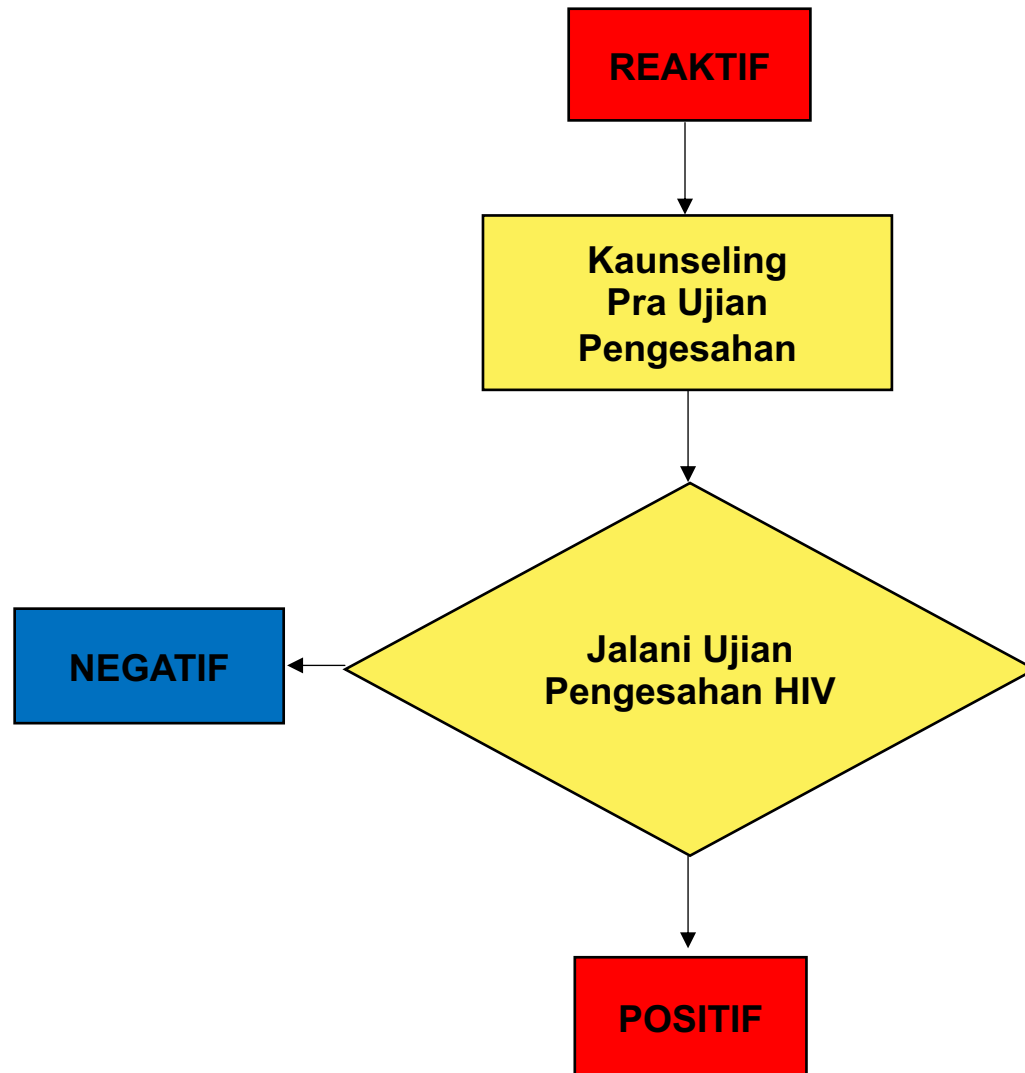 REAKTIF
Kaunseling
Pra Ujian
Pengesahan
Jalani Ujian
Pengesahan HIV
NEGATIF
POSITIF